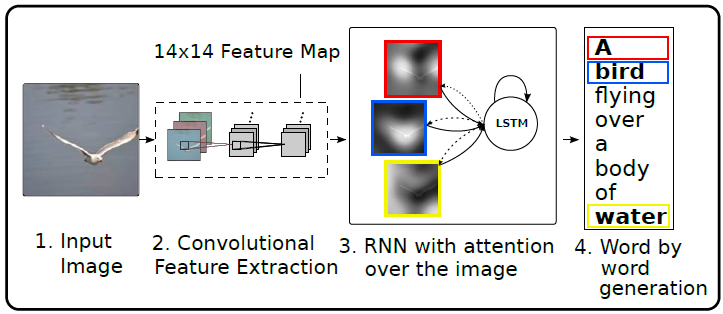 14x14 Feature Map
LSTM
A
bird
flying
over
a
body
of
water
1. Input
Image
2. Convolutional
Feature Extraction
3. RNN with attention
over the image
4. Word by
word
generation